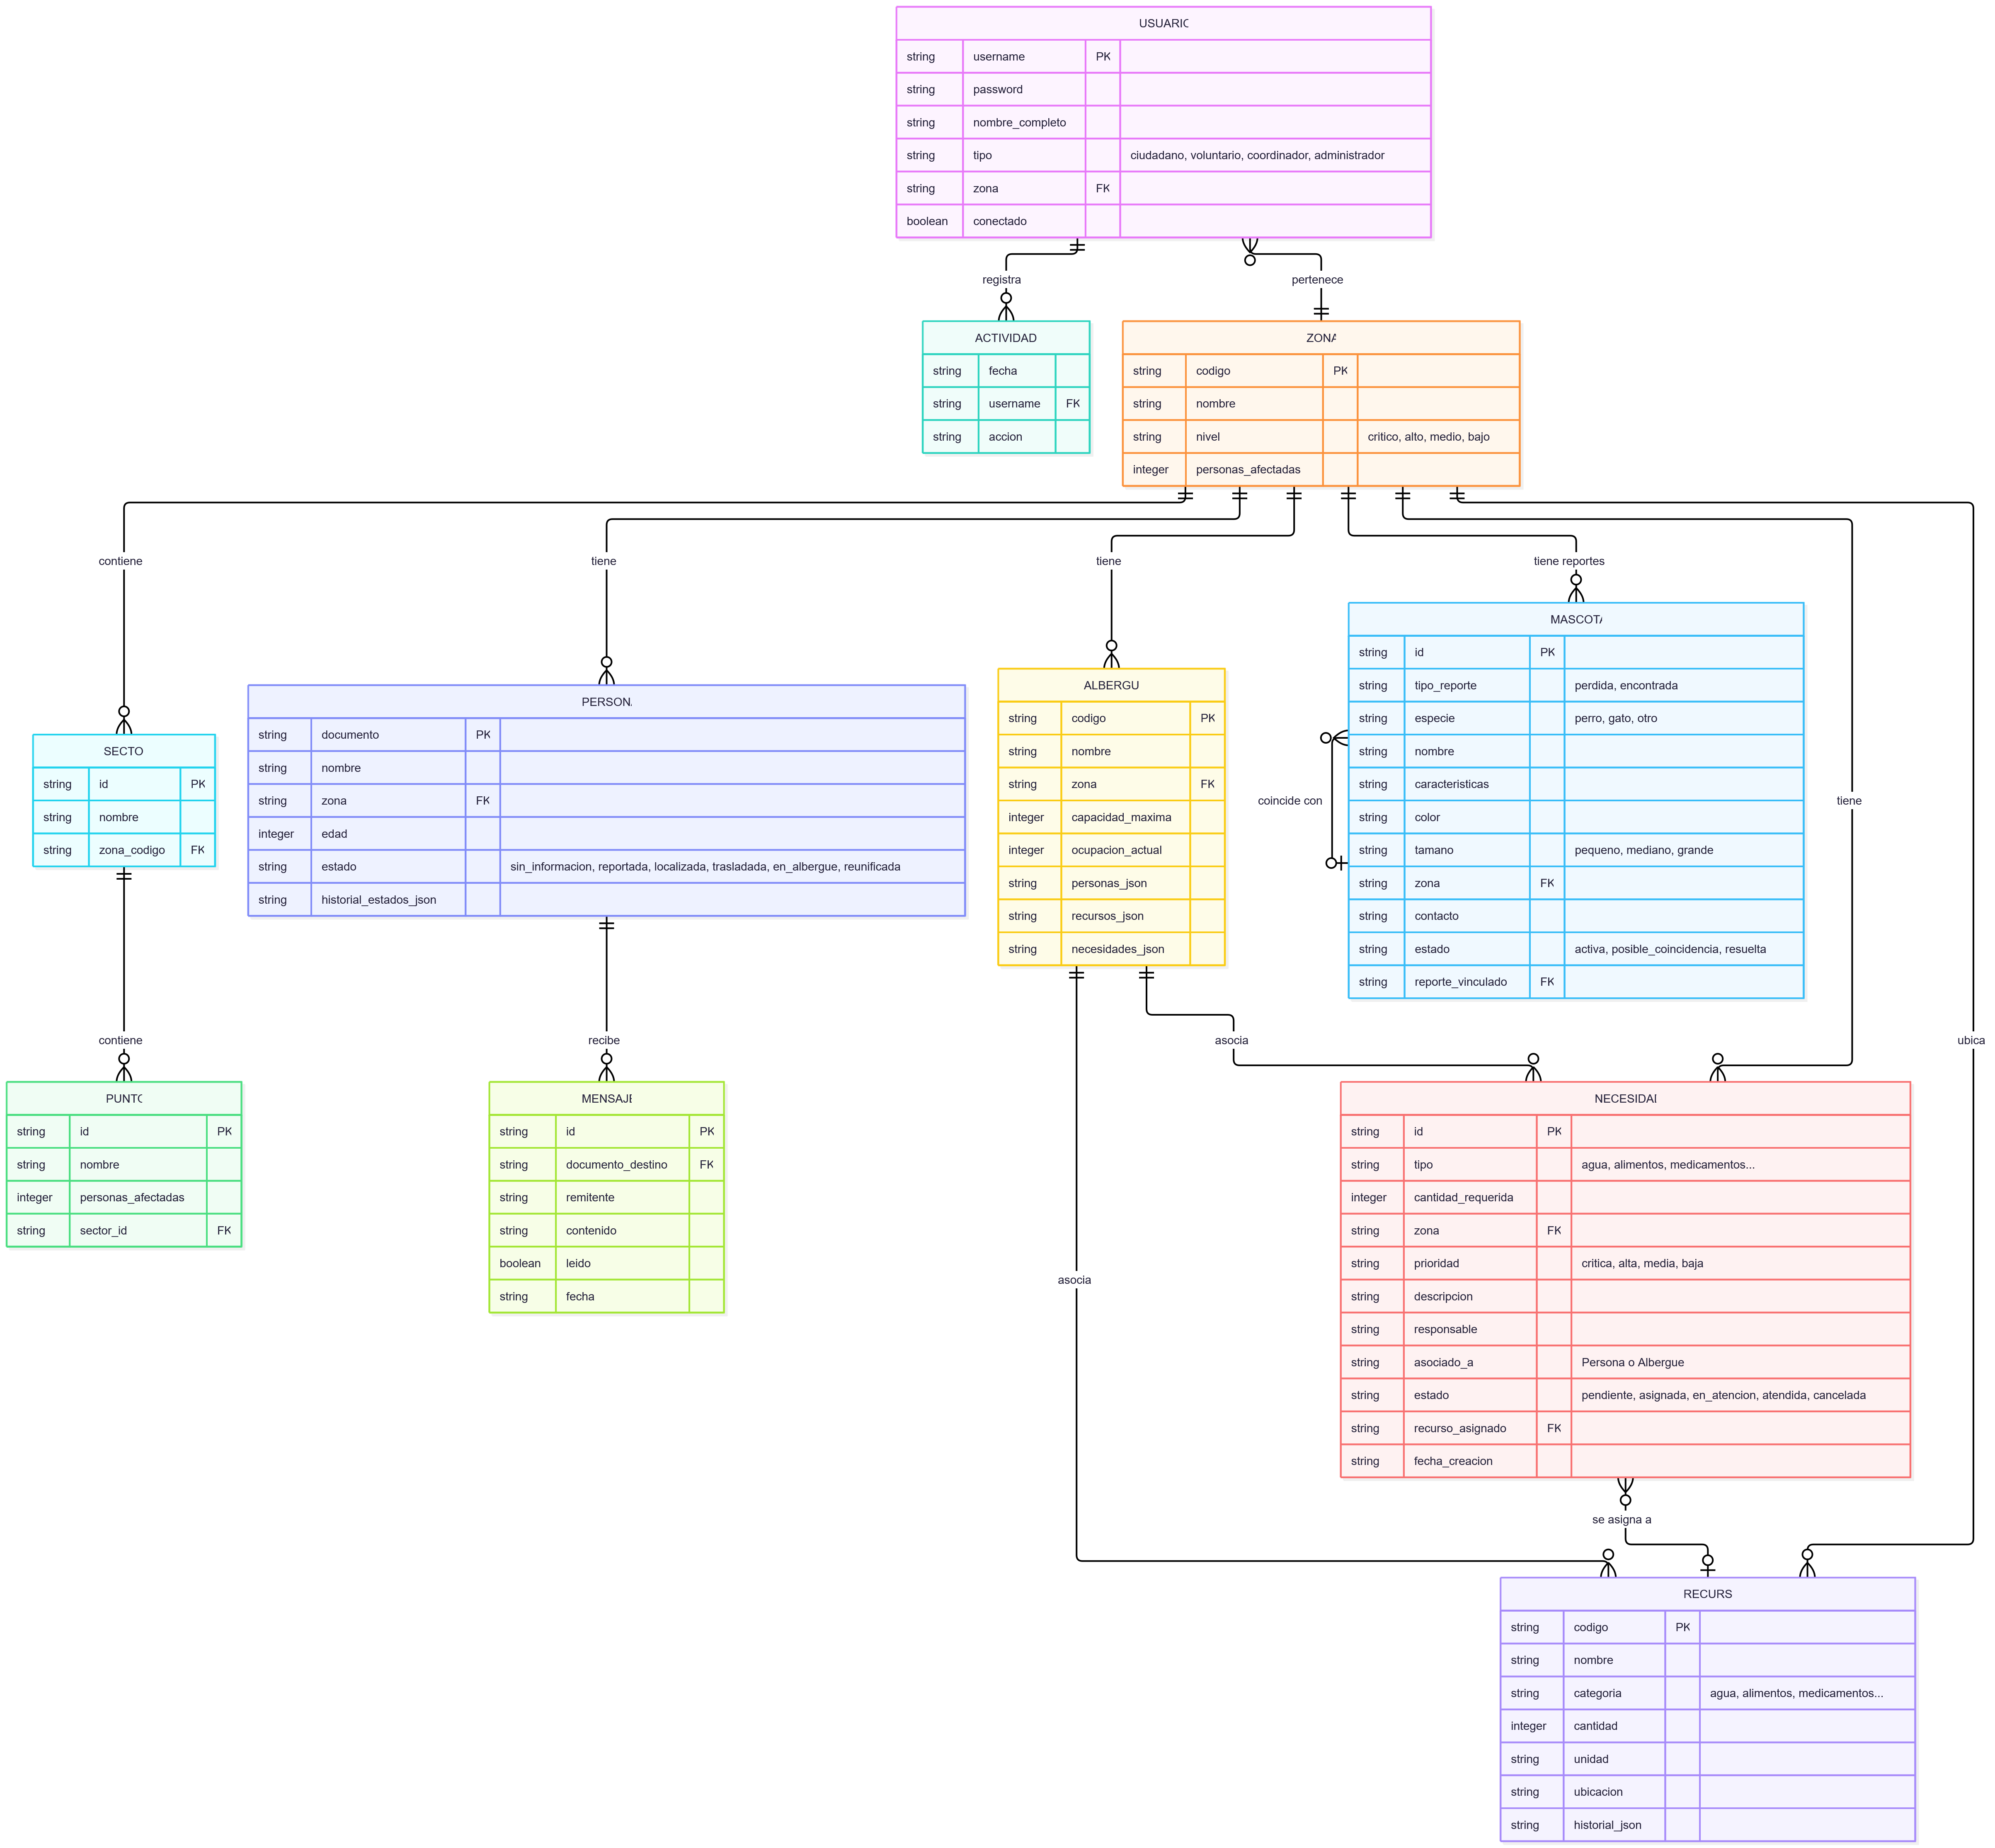 USUARIO
string username PK
string password
string nombre_completo
string tipo ciudadano, voluntario, coordinador, administrador
string zona FK
boolean conectado
registra
pertenece
ACTIVIDAD
string fecha
string username FK
string accion
ZONA
string codigo PK
string nombre
string nivel critico, alto, medio, bajo
integer personas_afectadas
contiene
tiene
tiene
tiene reportes
MASCOTA
string id PK
string tipo_reporte perdida, encontrada
string especie perro, gato, otro
string nombre
string caracteristicas
string color
string tamano pequeno, mediano, grande
string zona FK
string contacto
string estado activa, posible_coincidencia, resuelta
string reporte_vinculado FK
coincide con
tiene
ALBERGU
string codigo PK
string nombre
string zona FK
integer capacidad_maxima
integer ocupacion_actual
string personas_json
string recursos_json
string necesidades_json
PERSON
string documento PK
string nombre
string zona FK
integer edad
string estado sin_informacion, reportada, localizada, trasladada, en_albergue, reunificada
string historial_estados_json
SECTO
string id PK
string nombre
string zona_codigo FK
contiene
recibe
asocia
ubica
PUNTO
string id PK
string nombre
integer personas_afectadas
string sector_id FK
MENSAJE
string id PK
string documento_destino FK
string remitente
string contenido
boolean leido
string fecha
NECESIDAD
string id PK
string tipo agua, alimentos, medicamentos...
integer cantidad_requerida
string zona FK
string prioridad critica, alta, media, baja
string descripcion
string responsable
string asociado_a Persona o Albergue
string estado pendiente, asignada, en_atencion, atendida, cancelada
string recurso_asignado FK
string fecha_creacion
asocia
se asigna a
RECURS
string codigo PK
string nombre
string categoria agua, alimentos, medicamentos...
integer cantidad
string unidad
string ubicacion
string historial_json